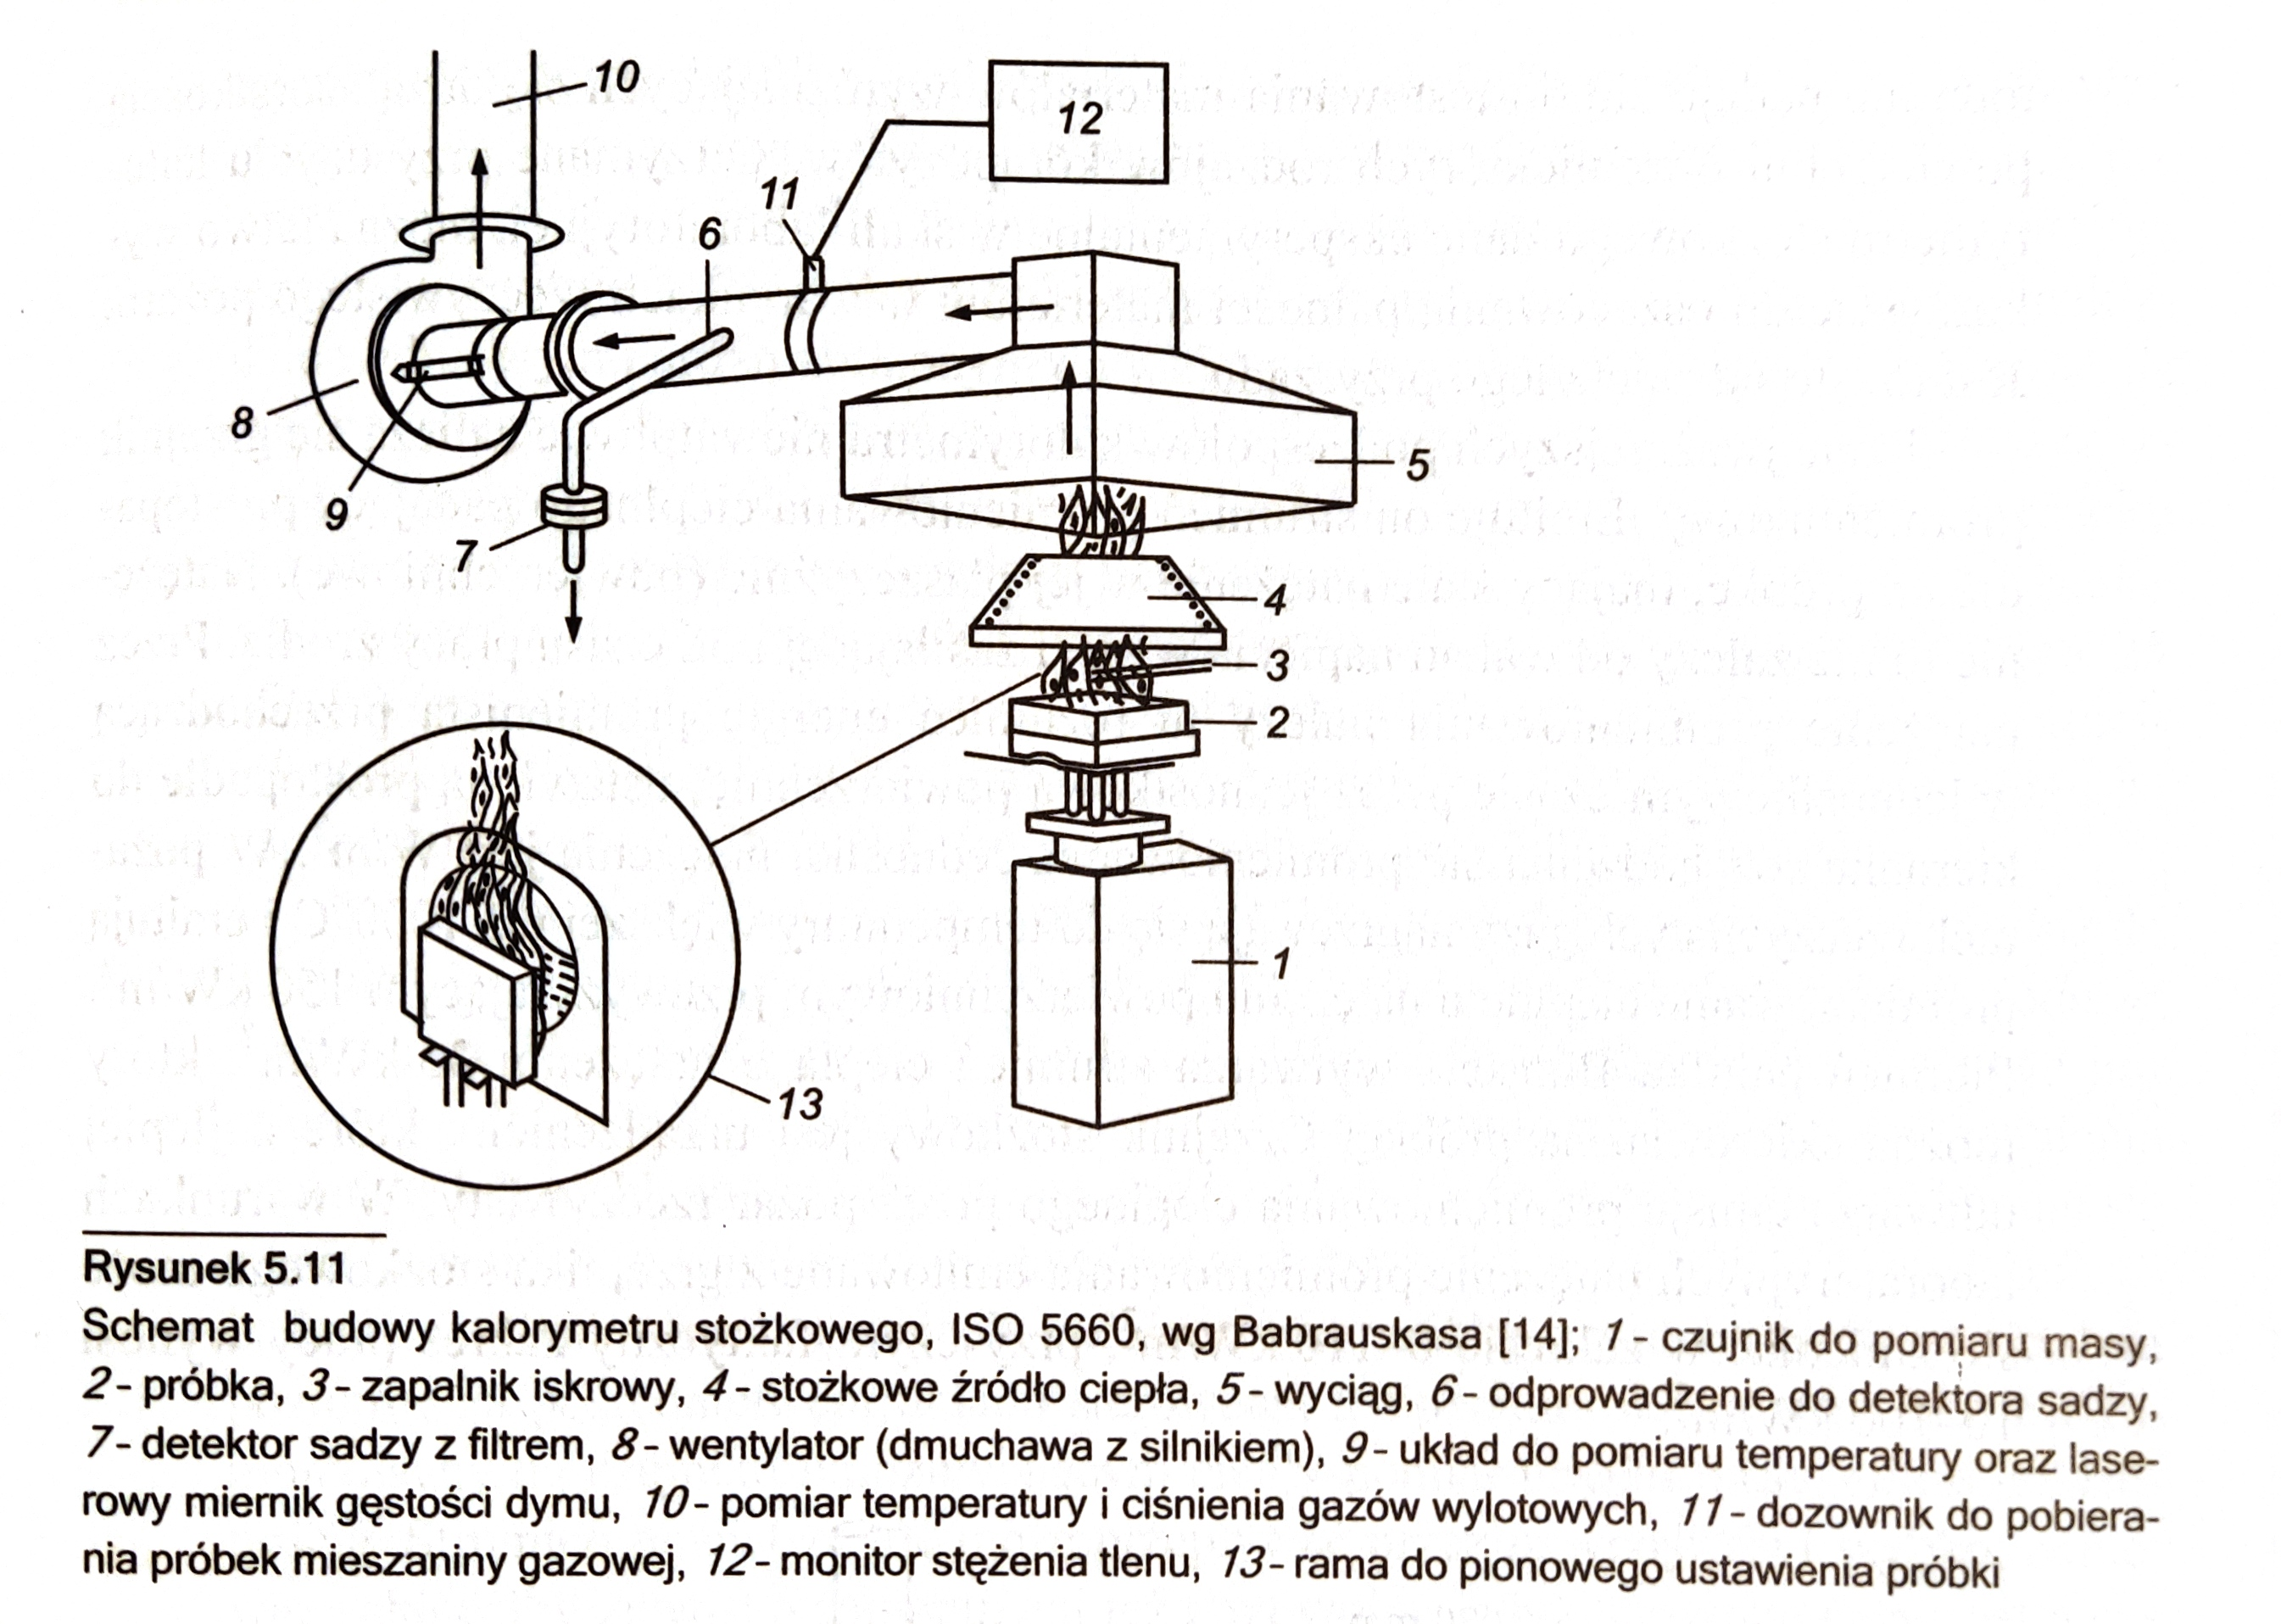 10
12
11
6
8
5
9
7
4
3
2
1
13
Rysunek 5.11
Schemat budowy kalorymetru stożkowego, ISO 5660, wg Babrauskasa [14]; 1 - czujnik do pomiaru masy,
2 - próbka, 3 - zapalnik iskrowy, 4 - stożkowe źródło ciepła, 5 - wyciąg, 6 - odprowadzenie do detektora sadzy,
7 - detektor sadzy z filtrem, 8 - wentylator (dmuchawa z silnikiem), 9 - układ do pomiaru temperatury oraz lase-
rowy miernik gęstości dymu, 10 - pomiar temperatury i ciśnienia gazów wylotowych, 11 - dozownik do pobiera-
nia próbek mieszaniny gazowej, 12 - monitor stężenia tlenu, 13 - rama do pionowego ustawienia próbki